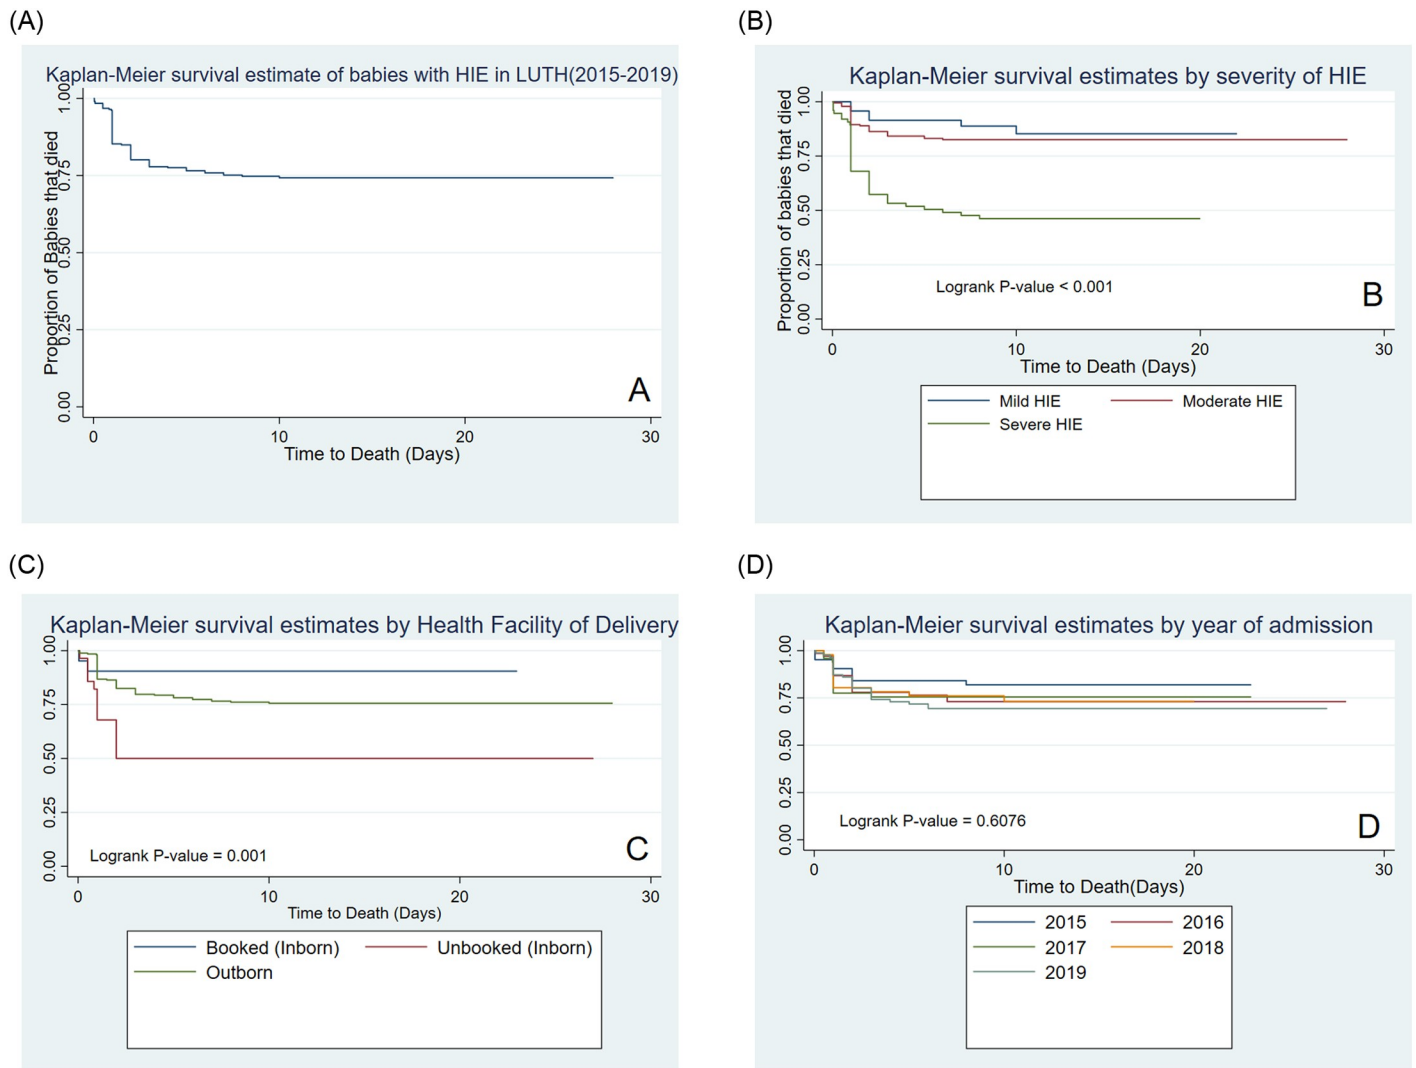 (A)
Kaplan-Meier survival estimate of babies with HIE in LUTH(2015-2019)
Proportion of Babies that died
1.00
0.75
0.50
0.25
0.00
A
0 10 20 30
Time to Death (Days)
(B)
Kaplan-Meier survival estimates by severity of HIE
Proportion of babies that died
1.00
0.75
0.50
0.25
0.00
Logrank P-value < 0.001
B
0 10 20 30
Time to Death (Days)
Mild HIE Moderate HIE
Severe HIE
(C)
Kaplan-Meier survival estimates by Health Facility of Delivery
1.00
0.75
0.50
0.25
0.00
Logrank P-value = 0.001
C
0 10 20 30
Time to Death (Days)
Booked (Inborn) Unbooked (Inborn)
Outborn
(D)
Kaplan-Meier survival estimates by year of admission
1.00
0.75
0.50
0.25
0.00
Logrank P-value = 0.6076
D
0 10 20 30
Time to Death(Days)
2015 2016
2017 2018
2019